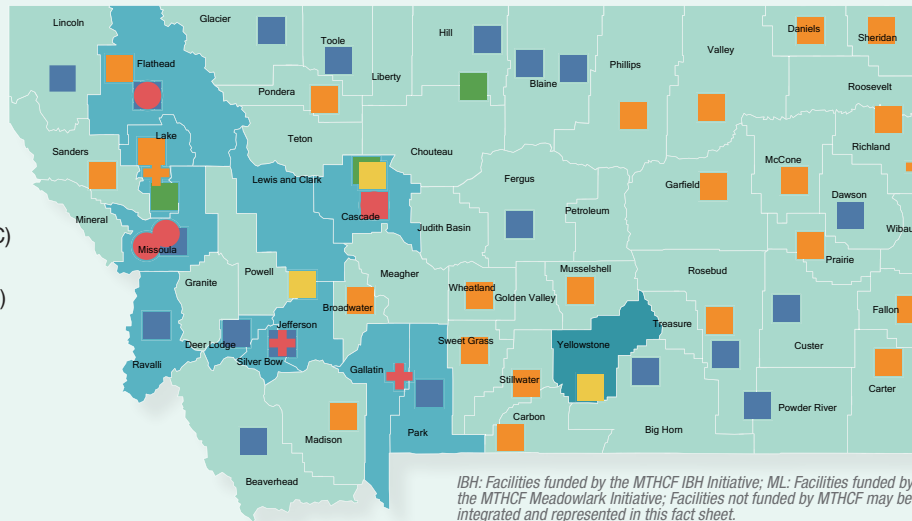 Lincoln
Glacier
Toole
Hill
Daniels
Sheridan
Flathead
Liberty
Blaine
Phillips
Valley
Roosevelt
Pondera
Lake
Teton
Chouteau
Richland
Sanders
McCone
Lewis and Clark
Fergus
Garfield
Dawson
C)
Mineral
Cascade
Judith Basin
Petroleum
Wibau
Missoula
Prairie
Powell
Meagher
Musselshell
Rosebud
)
Granite
Wheatland
Golden Valley
Broadwater
Fallon
Jefferson
Treasure
Deer Lodge
Sweet Grass
Yellowstone
Custer
Silver Bow
Ravalli
Gallatin
Stillwater
Carter
Carbon
Powder River
Park
Big Horn
Madison
Beaverhead
IBH: Facilities funded by the MTHCF IBH Initiative; ML: Facilities funded by
the MTHCF Meadowlark Initiative; Facilities not funded by MTHCF may be
integrated and represented in this fact sheet.